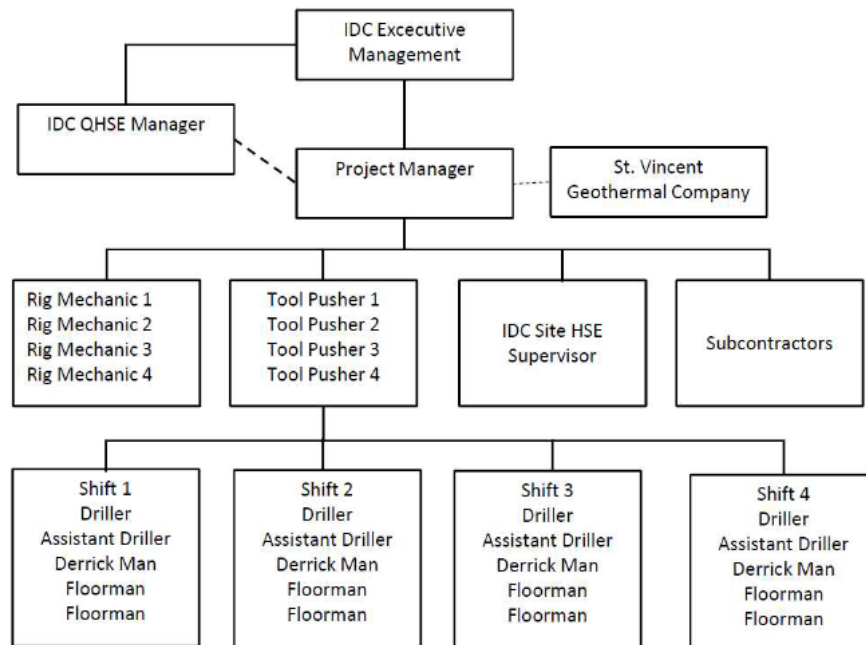 IDC Excecutive
Management
IDC QHSE Manager
Project Manager
St. Vincent
Geothermal Company
Rig Mechanic 1
Rig Mechanic 2
Rig Mechanic 3
Rig Mechanic 4
Tool Pusher 1
Tool Pusher 2
Tool Pusher 3
Tool Pusher 4
IDC Site HSE
Supervisor
Subcontractors
Shift 1
Driller
Assistant Driller
Derrick Man
Floorman
Floorman
Shift 2
Driller
Assistant Driller
Derrick Man
Floorman
Floorman
Shift 3
Driller
Assistant Driller
Derrick Man
Floorman
Floorman
Shift 4
Driller
Assistant Driller
Derrick Man
Floorman
Floorman